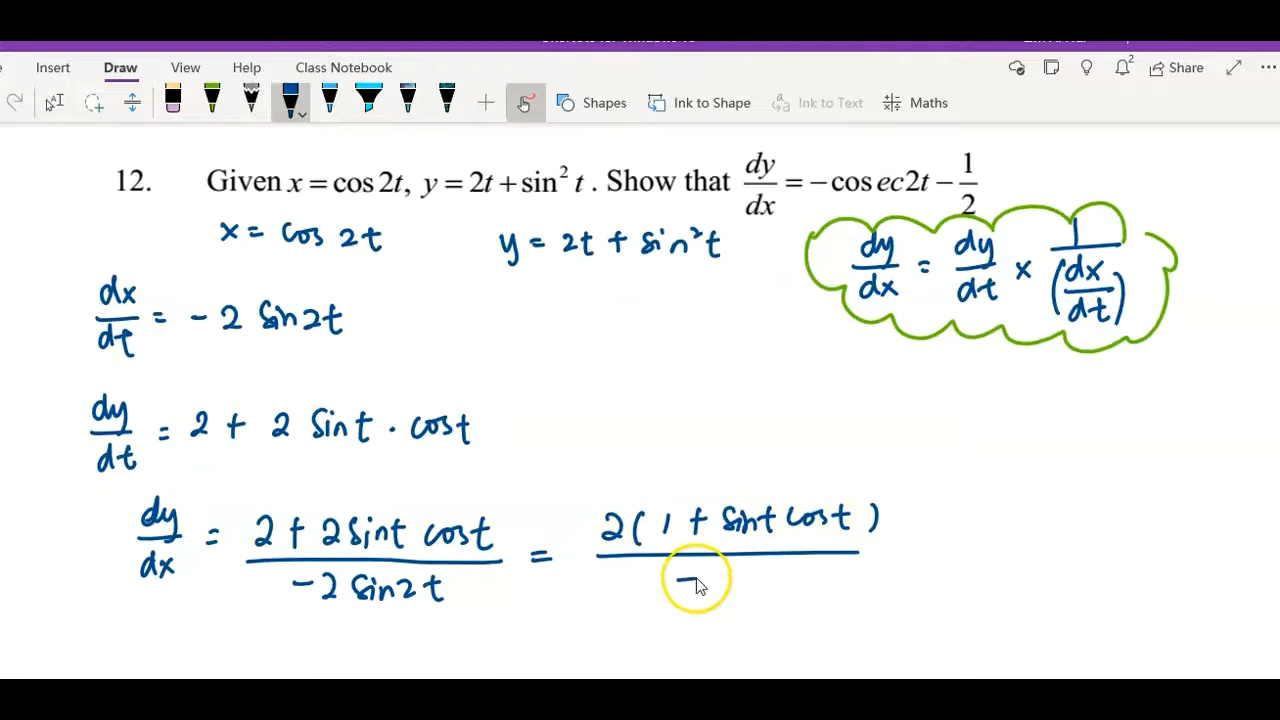 Insert Draw View Help Class Notebook Share
Shapes Ink to Shape Ink to Text Maths
12. Given x = cos 2t, y = 2t + sin² t . Show that dy/dx = −cos ec2t − 1/2
x = cos 2t y = 2t + sin²t
dy/dx = dy/dt × 1/(dx/dt)
dx/dt = - 2 sin2t
dy/dt = 2 + 2 sint · cost
dy/dx = (2 + 2sint cost)/(-2 sin2t) = 2( 1 + sint cost )/-